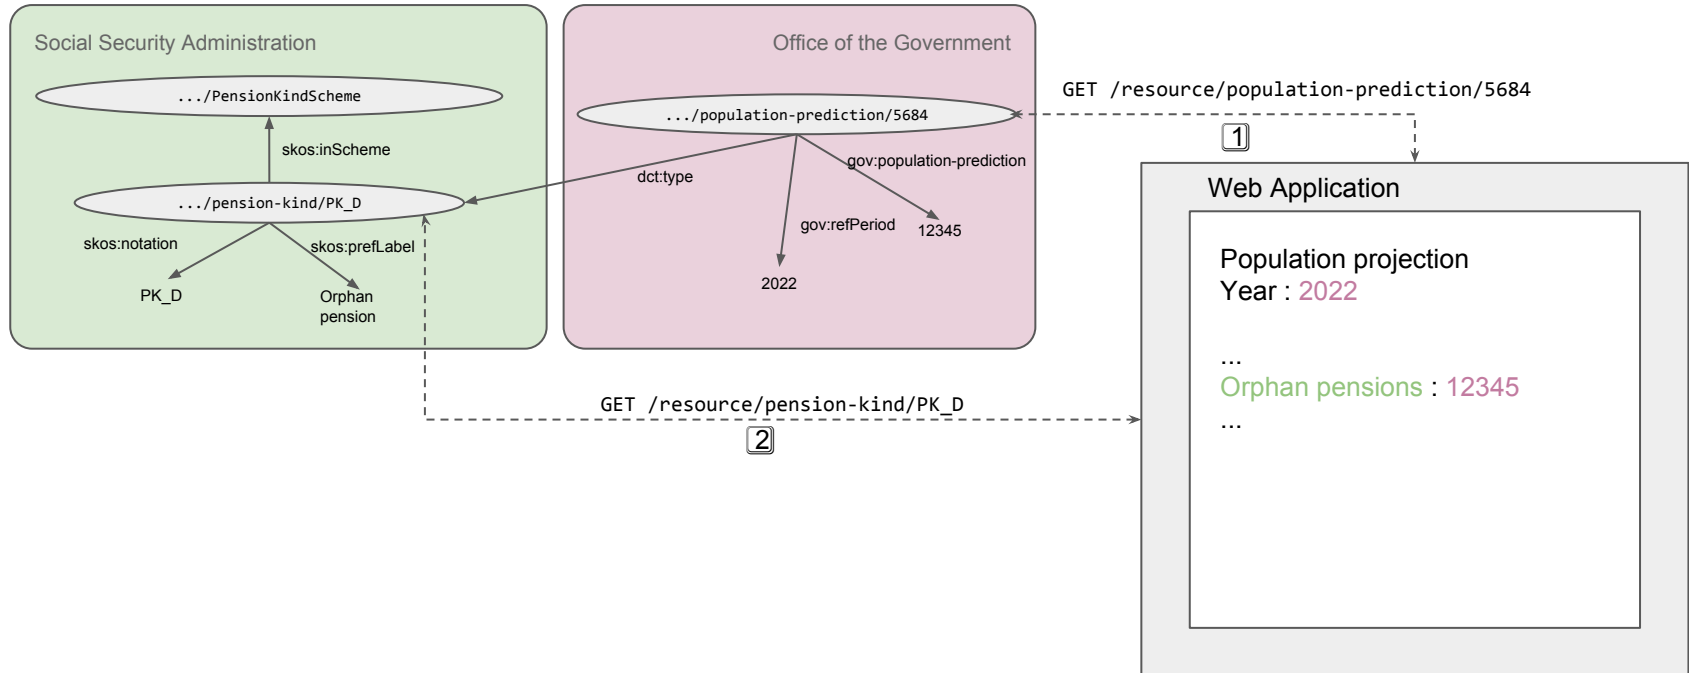 Social Security Administration
.../PensionKindScheme
skos:inScheme
.../pension-kind/PK_D
skos:notation
skos:prefLabel
PK_D
Orphan
pension
Office of the Government
.../population-prediction/5684
dct:type
gov:population-prediction
gov:refPeriod
12345
2022
GET /resource/population-prediction/5684
1
GET /resource/pension-kind/PK_D
2
Web Application
Population projection
Year : 2022
...
Orphan pensions : 12345
...